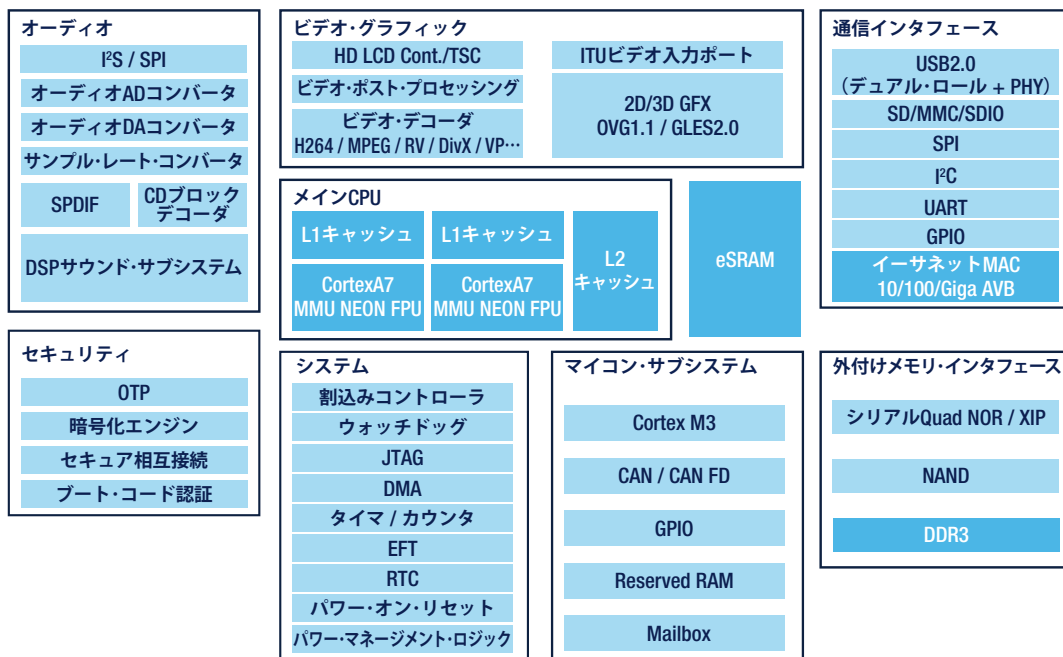 オーディオ
I²S / SPI
オーディオADコンバータ
オーディオDAコンバータ
サンプル・レート・コンバータ
SPDIF
CDブロック
デコーダ
DSPサウンド・サブシステム
ビデオ・グラフィック
HD LCD Cont./TSC
ビデオ・ポスト・プロセッシング
ビデオ・デコーダ
H264 / MPEG / RV / DivX / VP…
ITUビデオ入力ポート
2D/3D GFX
OVG1.1 / GLES2.0
通信インタフェース
USB2.0
（デュアル・ロール + PHY）
SD/MMC/SDIO
SPI
I²C
UART
GPIO
イーサネットMAC
10/100/Giga AVB
メインCPU
L1キャッシュ
L1キャッシュ
CortexA7
MMU NEON FPU
CortexA7
MMU NEON FPU
L2
キャッシュ
eSRAM
セキュリティ
OTP
暗号化エンジン
セキュア相互接続
ブート・コード認証
システム
割込みコントローラ
ウォッチドッグ
JTAG
DMA
タイマ / カウンタ
EFT
RTC
パワー・オン・リセット
パワー・マネージメント・ロジック
マイコン・サブシステム
Cortex M3
CAN / CAN FD
GPIO
Reserved RAM
Mailbox
外付けメモリ・インタフェース
シリアルQuad NOR / XIP
NAND
DDR3